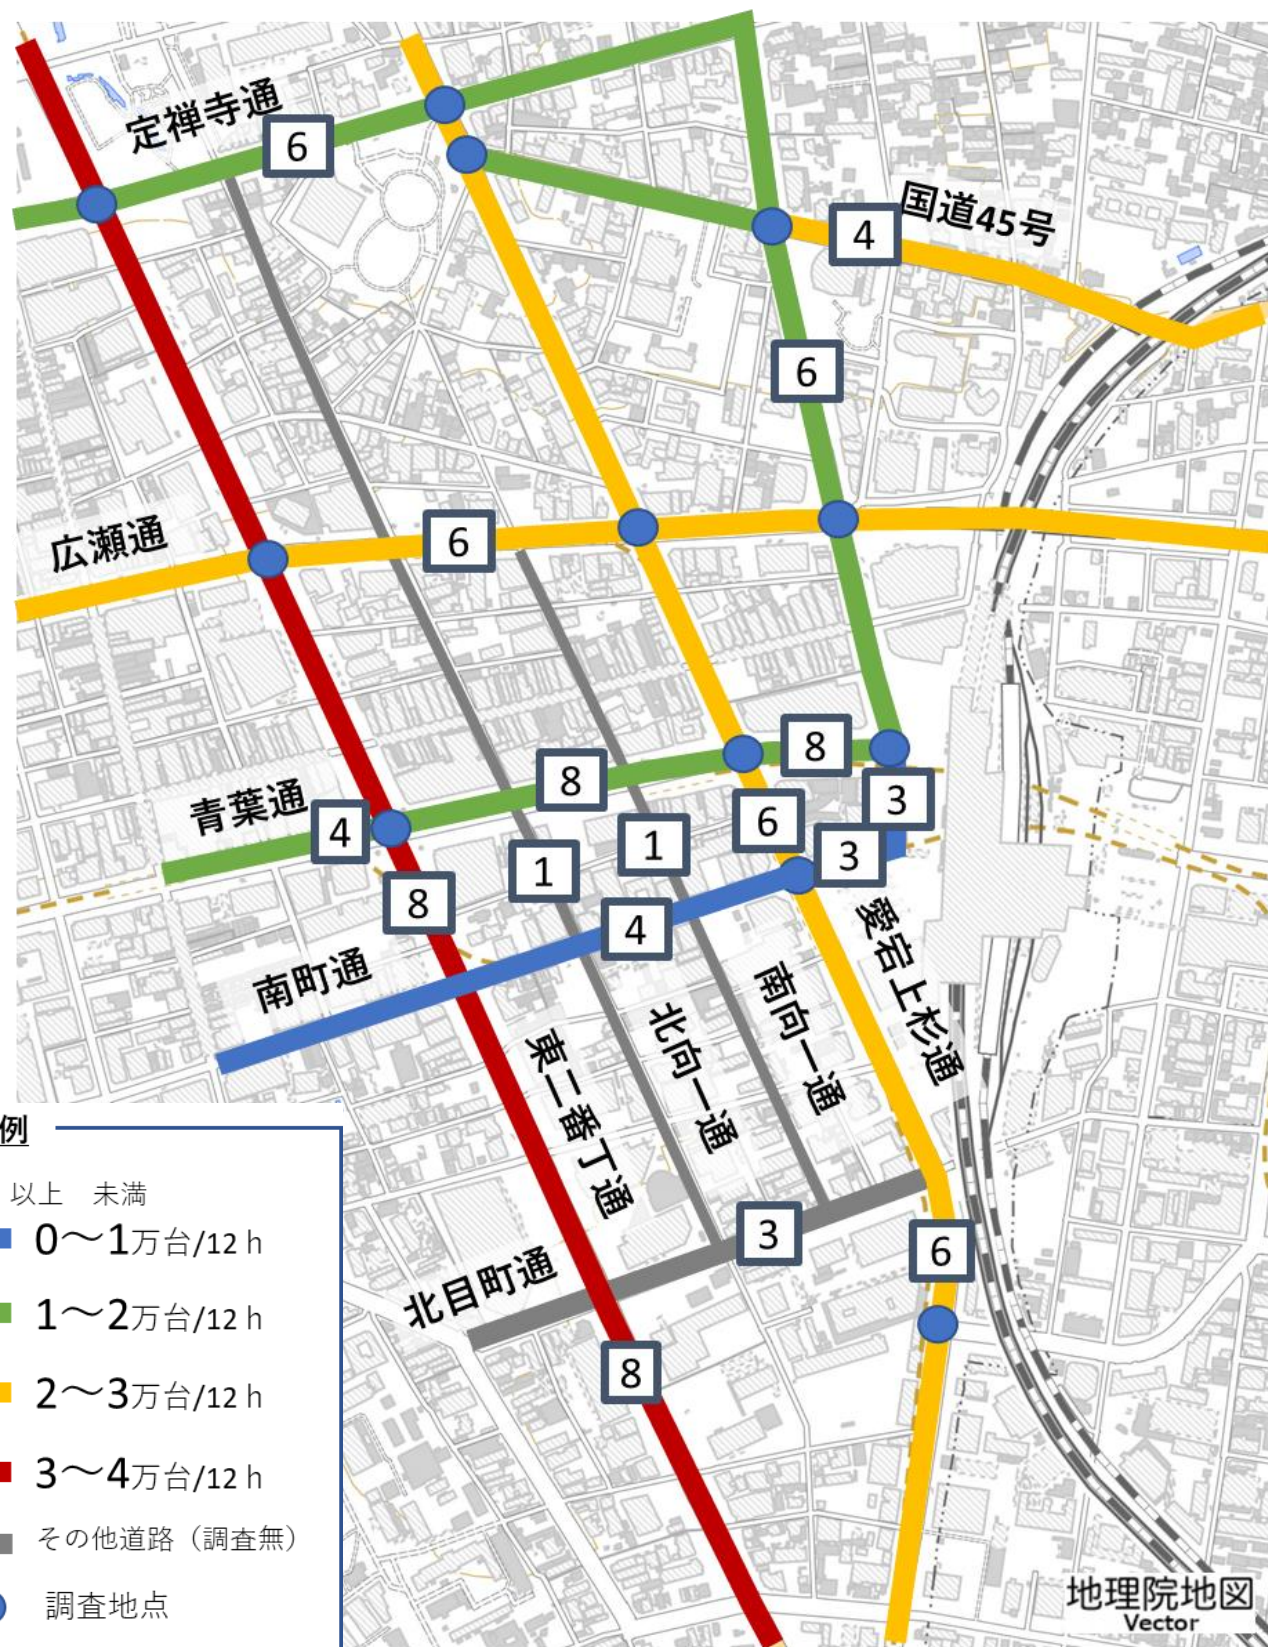 定禅寺通
6
国道45号
4
6
広瀬通
6
8
8
青葉通
4
3
6
3
1
1
8
4
南町通
愛宕上杉通
南向一通
北向一通
東二番丁通
3
6
北目町通
8
例
以上 未満
0～1万台/12 h
1～2万台/12 h
2～3万台/12 h
3～4万台/12 h
その他道路（調査無）
調査地点
地理院地図
Vector